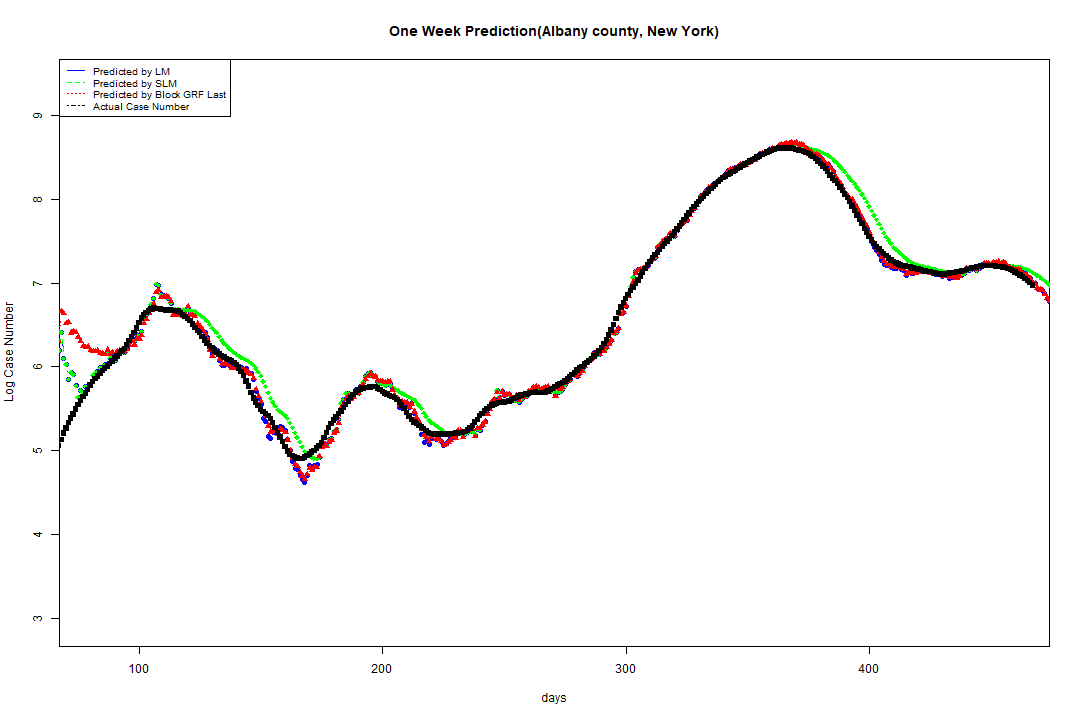 One Week Prediction(Albany county, New York)
Predicted by LM
Predicted by SLM
Predicted by Block GRF Last
Actual Case Number
Log Case Number
9
8
7
6
5
4
3
100 200 300 400
days